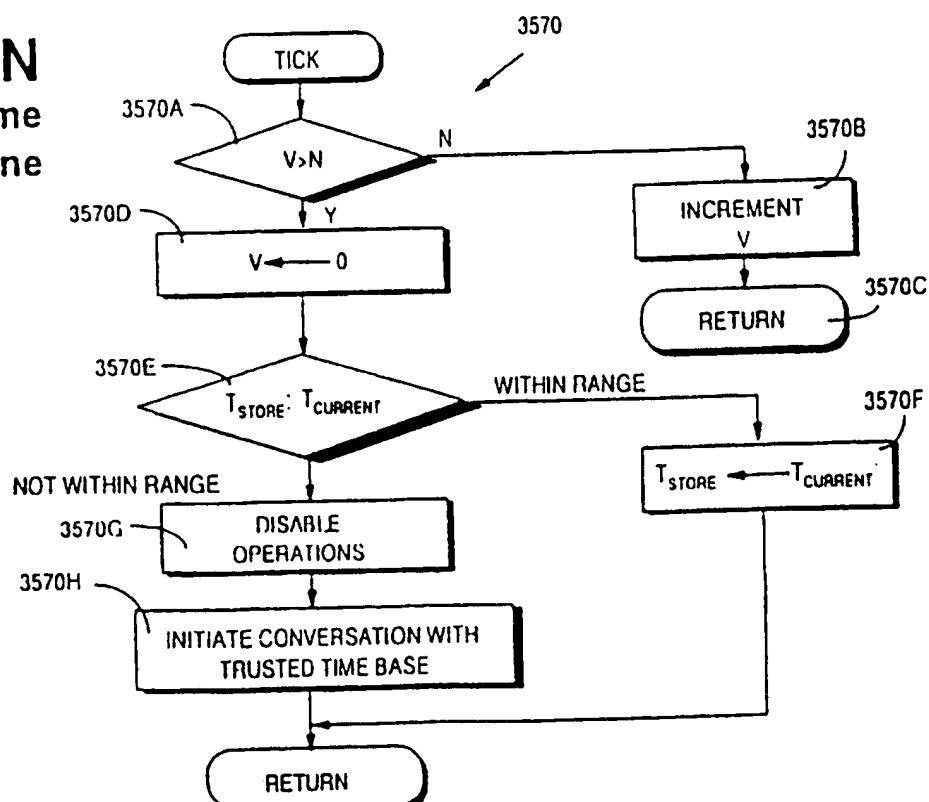 N
me
ne
3570
TICK
3570A
V>N
N
3570B
INCREMENT
V
Y
3570D
V ← 0
3570C
RETURN
3570E
T_STORE: T_CURRENT
WITHIN RANGE
3570F
T_STORE ← T_CURRENT
NOT WITHIN RANGE
3570G
DISABLE
OPERATIONS
3570H
INITIATE CONVERSATION WITH
TRUSTED TIME BASE
RETURN